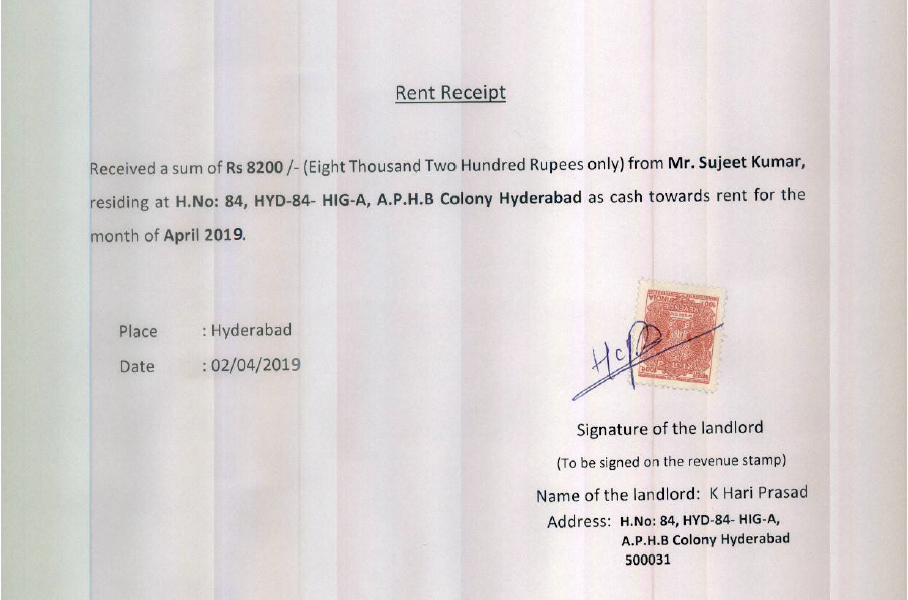 Rent Receipt
Received a sum of Rs 8200 /- (Eight Thousand Two Hundred Rupees only) from Mr. Sujeet Kumar,
residing at H.No: 84, HYD-84- HIG-A, A.P.H.B Colony Hyderabad as cash towards rent for the
month of April 2019.
Place : Hyderabad
Date : 02/04/2019
Signature of the landlord
(To be signed on the revenue stamp)
Name of the landlord: K Hari Prasad
Address: H.No: 84, HYD-84- HIG-A,
A.P.H.B Colony Hyderabad
500031